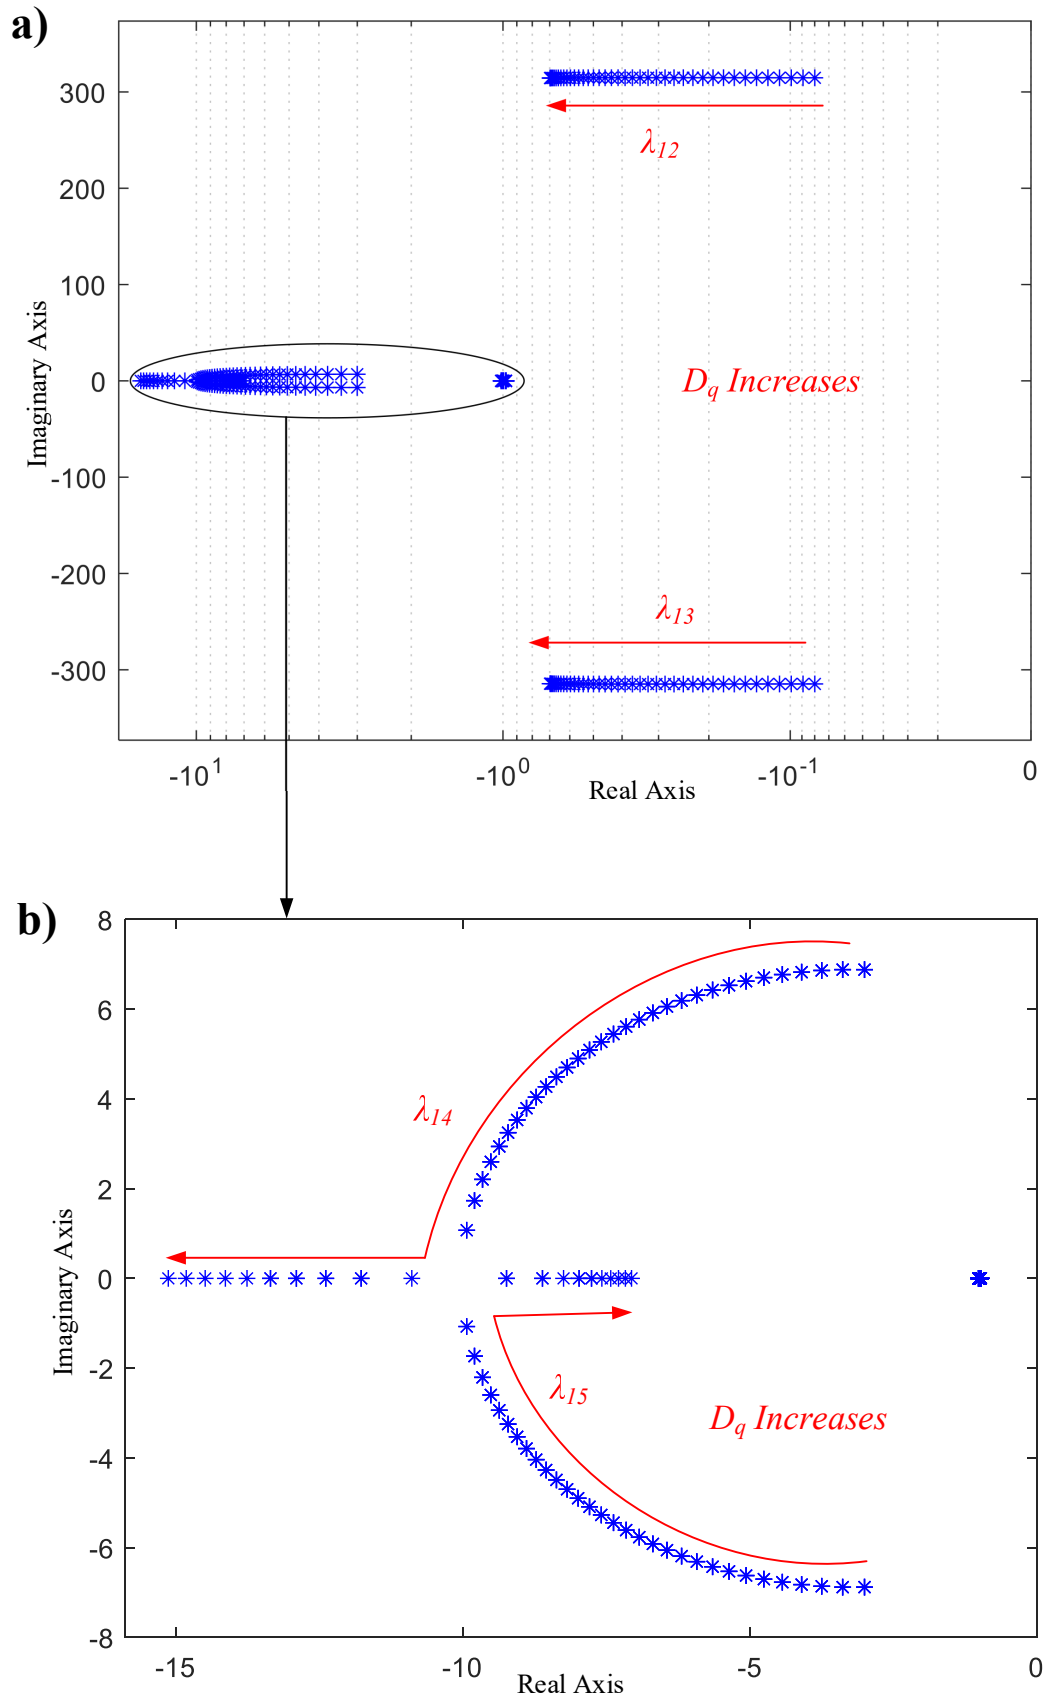 a)
300
200
100
0
-100
-200
-300
Imaginary Axis
λ12
Dq Increases
λ13
-10^1
-10^0
-10^-1
0
Real Axis
b)
8
6
4
2
0
-2
-4
-6
-8
Imaginary Axis
λ14
λ15
Dq Increases
-15
-10
-5
0
Real Axis